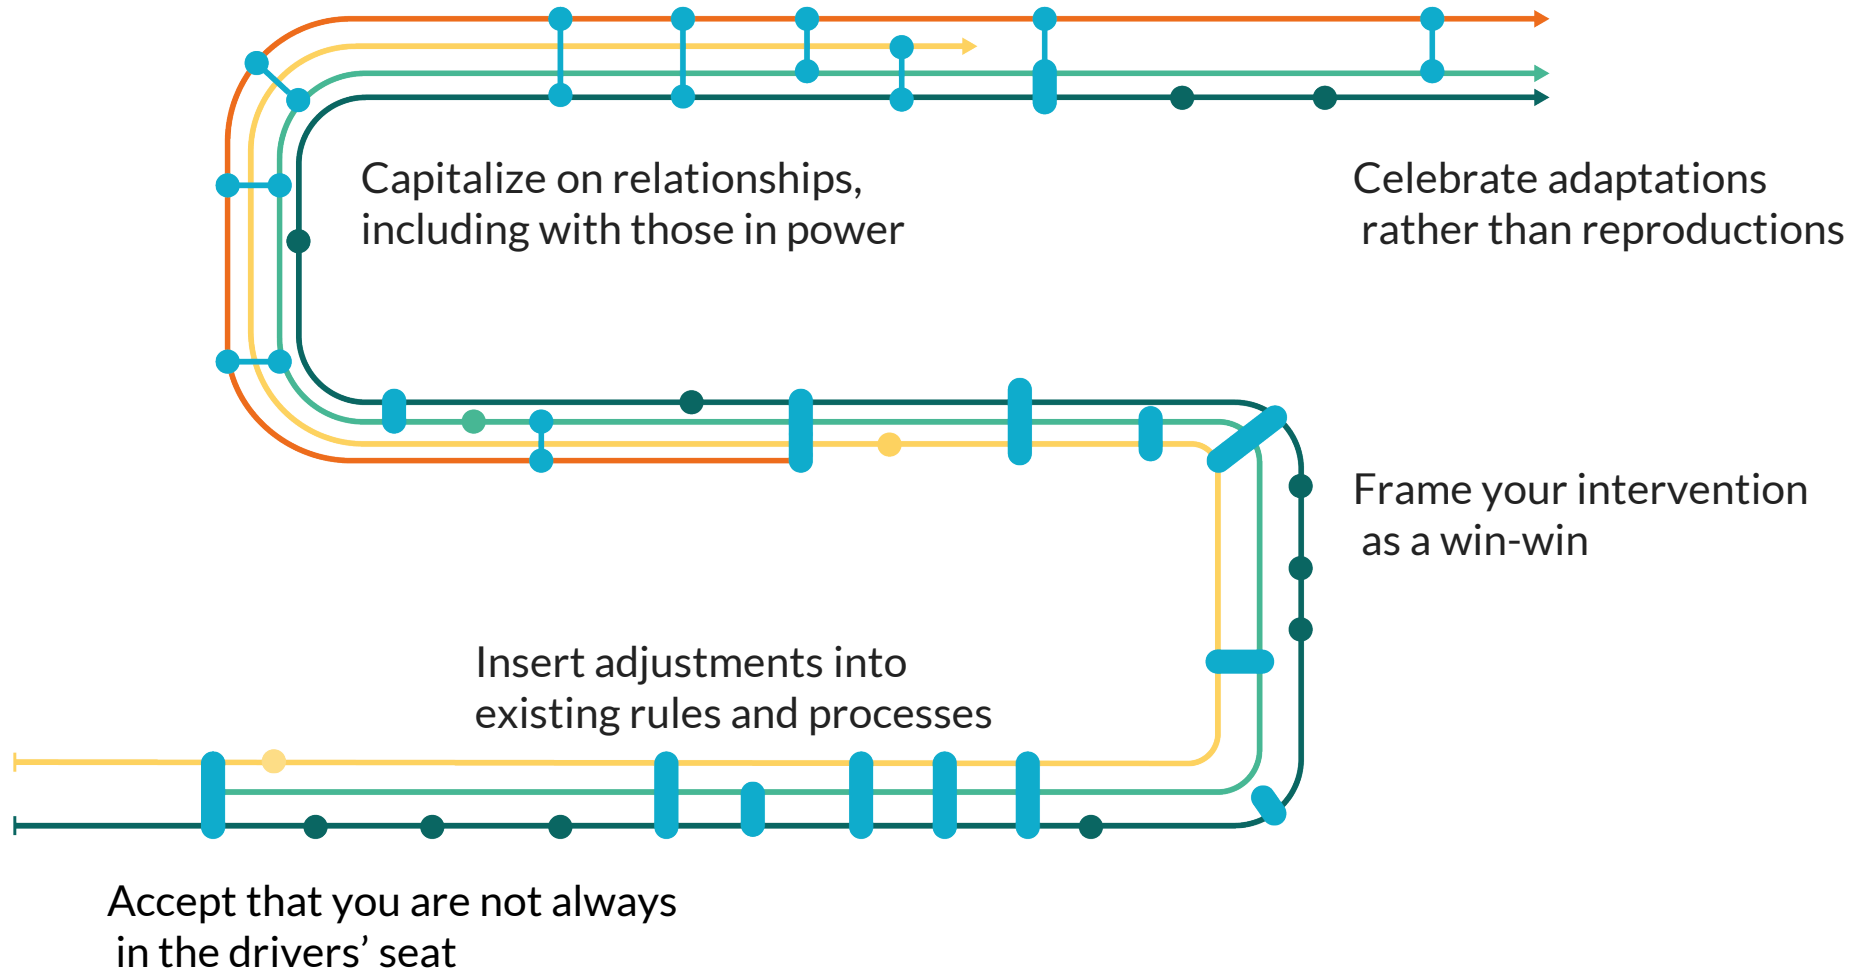 Capitalize on relationships,
including with those in power
Celebrate adaptations
rather than reproductions
Frame your intervention
as a win-win
Insert adjustments into
existing rules and processes
Accept that you are not always
in the drivers’ seat